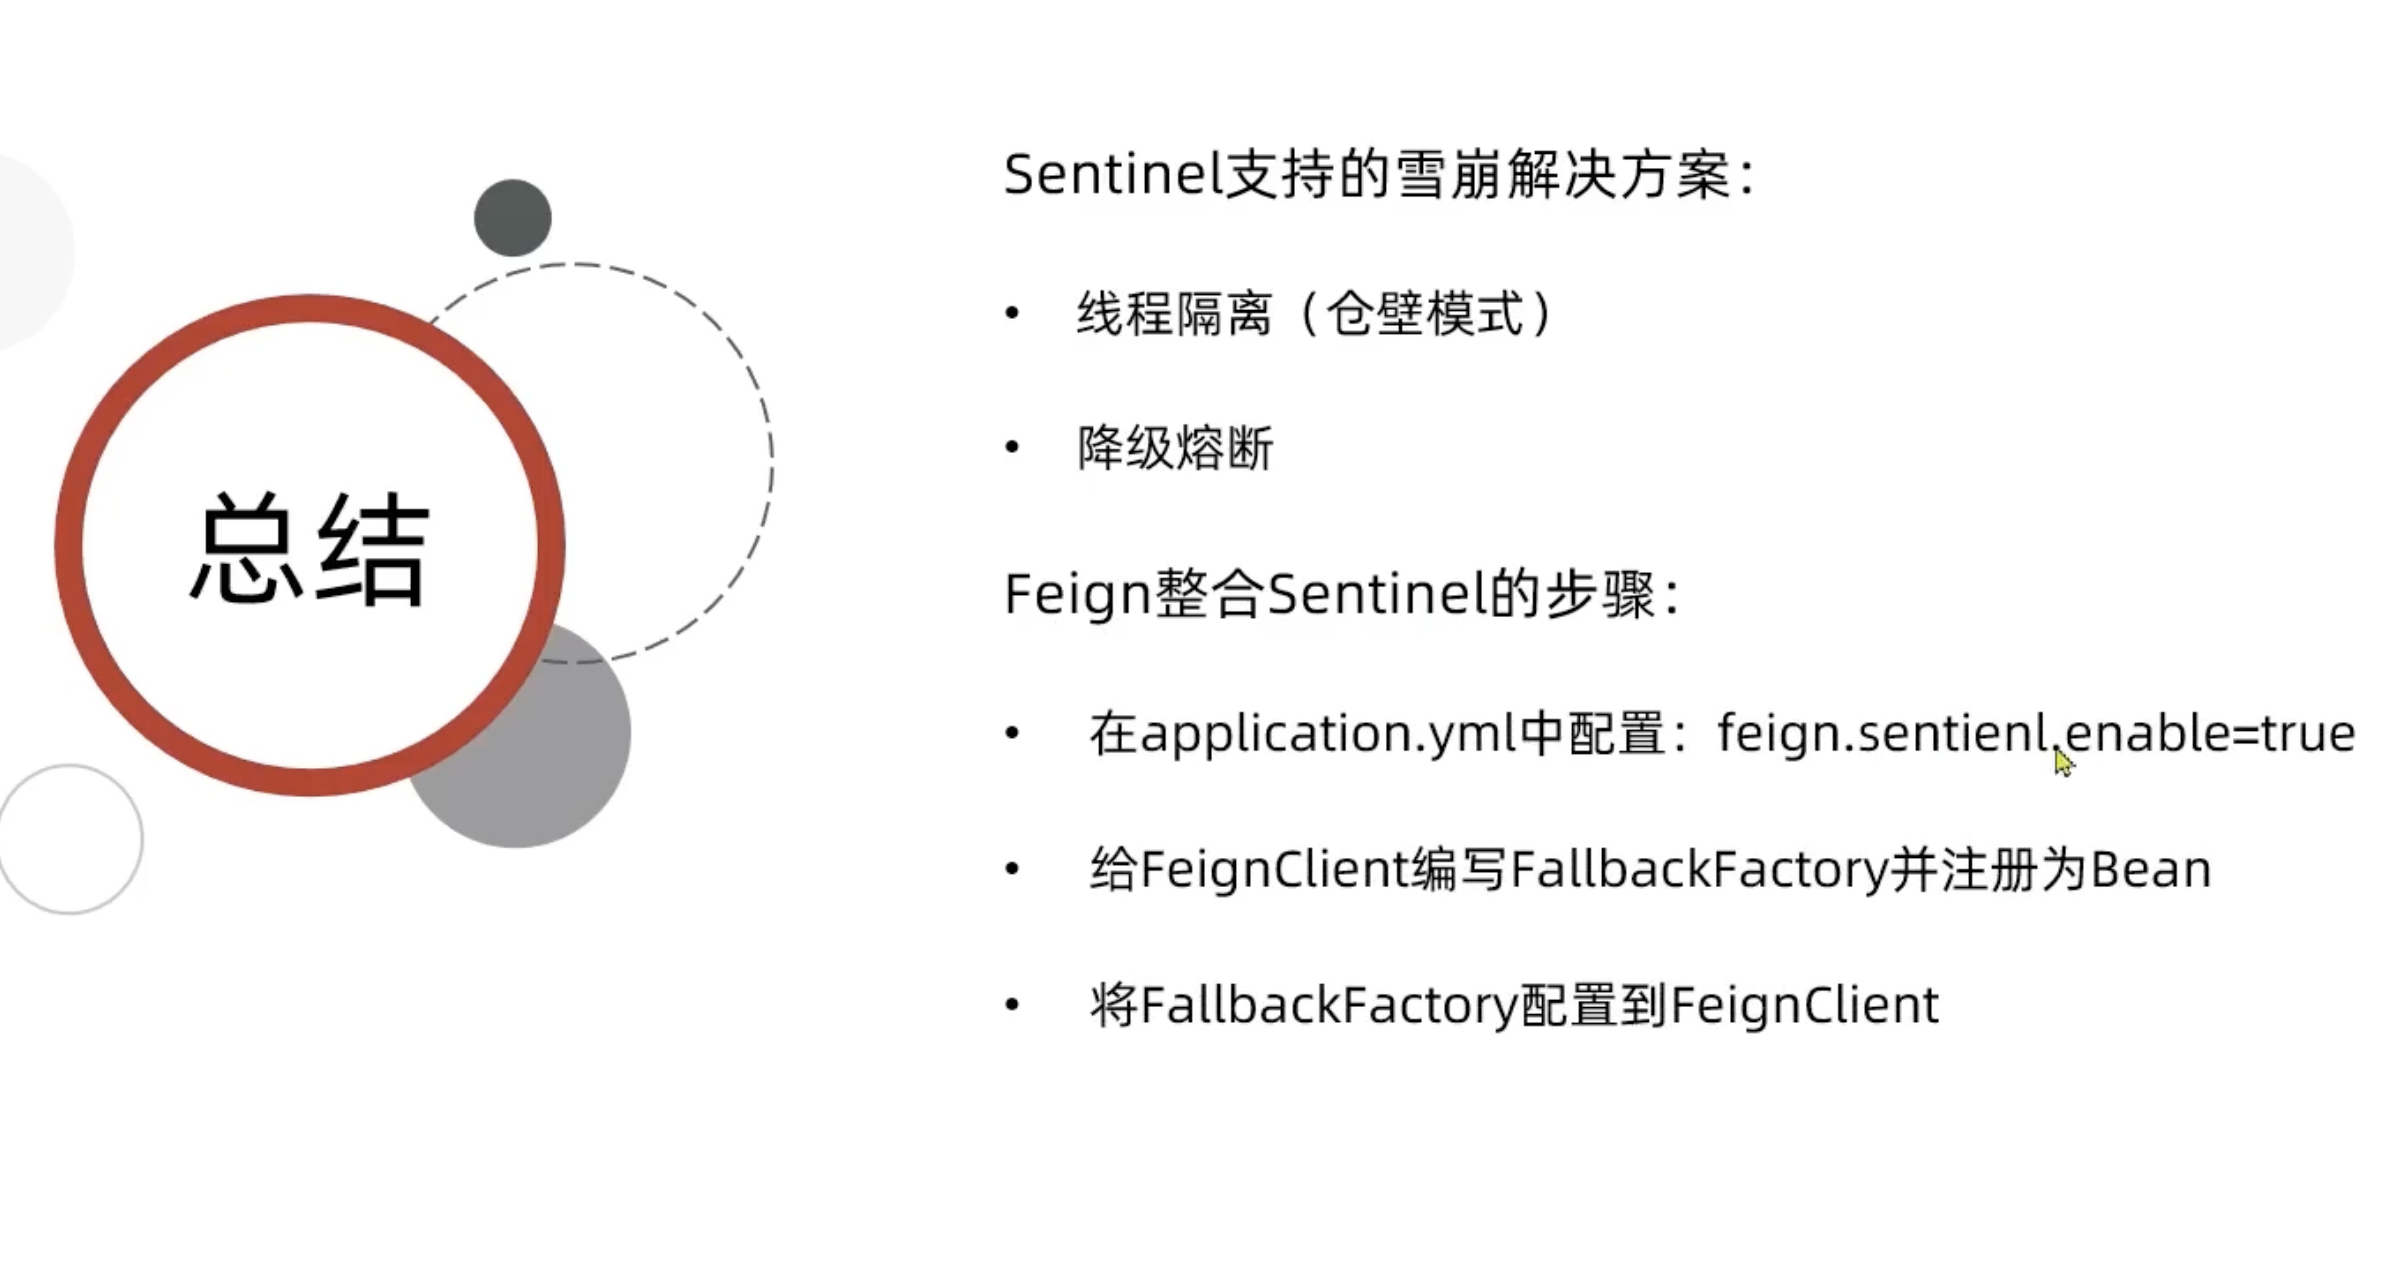 总结
Sentinel支持的雪崩解决方案：
• 线程隔离（仓壁模式）
• 降级熔断
Feign整合Sentinel的步骤：
• 在application.yml中配置：feign.sentienl.enable=true
• 给FeignClient编写FallbackFactory并注册为Bean
• 将FallbackFactory配置到FeignClient